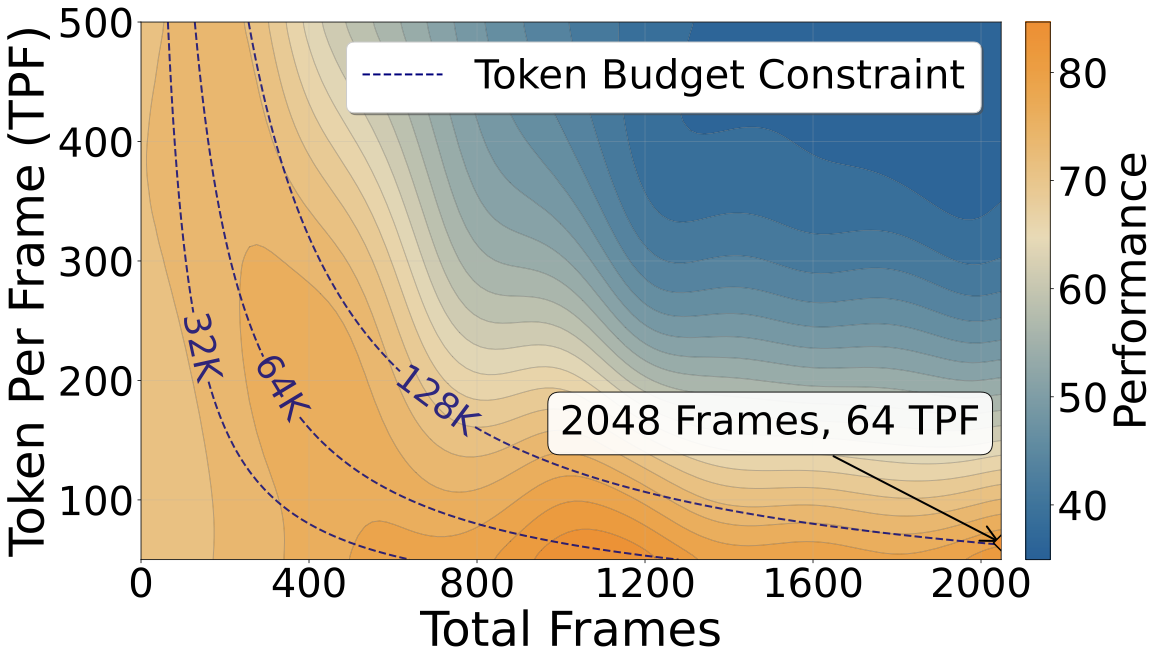 Token Per Frame (TPF)
500
400
300
200
100
Token Budget Constraint
32K
64K
128K
2048 Frames, 64 TPF
0
400
800
1200
1600
2000
Total Frames
80
70
60
50
40
Performance